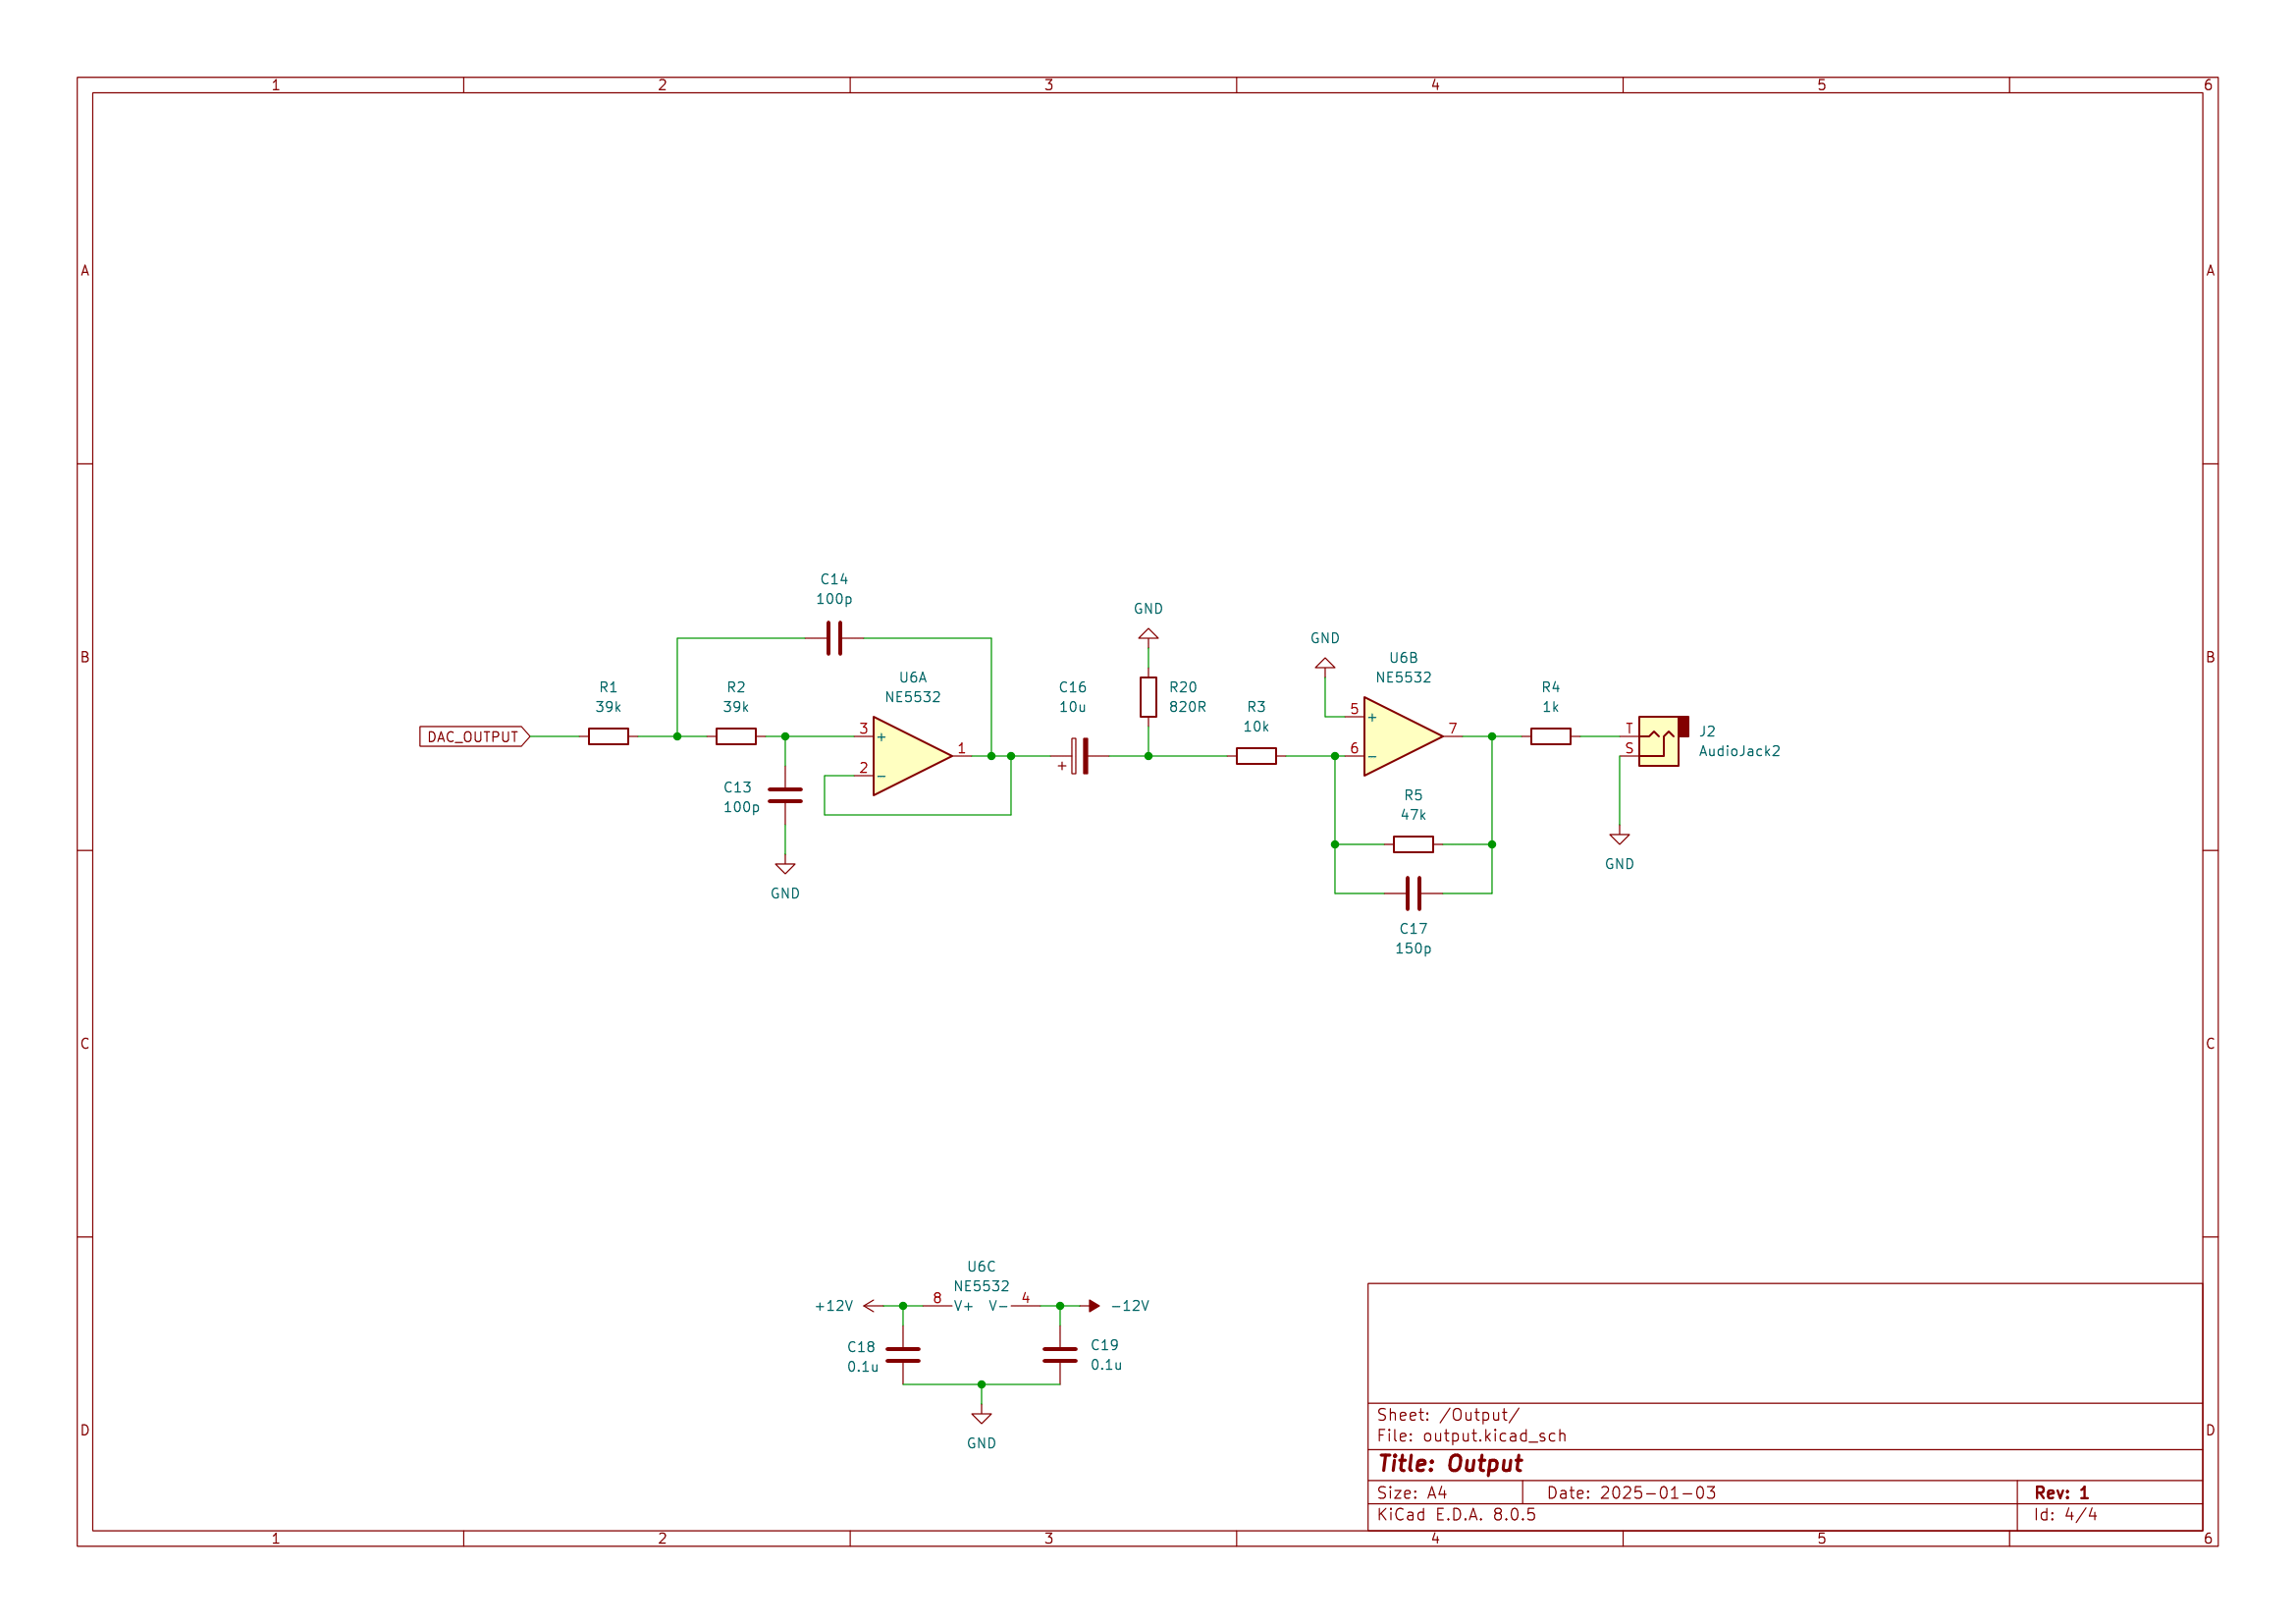 1 2 3 4 5 6
A A
C14
100p
GND
GND
B B
U6B
NE5532
U6A
NE5532
R1
39k
R2
39k
C16
10u
R20
820R
R3
10k
R4
1k
DAC_OUTPUT
3
+
2
−
1
+
5
+
6
−
7
T
S
J2
AudioJack2
C13
100p
R5
47k
GND
GND
C17
150p
C C
U6C
NE5532
+12V
8
V+
V-
4
-12V
C18
0.1u
C19
0.1u
GND
D D
Sheet: /Output/
File: output.kicad_sch
Title: Output
Size: A4
Date: 2025-01-03
Rev: 1
KiCad E.D.A. 8.0.5
Id: 4/4
1 2 3 4 5 6